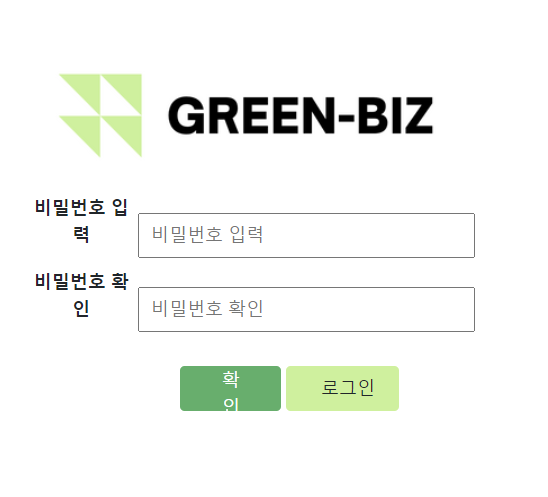 GREEN-BIZ
비밀번호 입
력
비밀번호 입력
비밀번호 확
인
비밀번호 확인
확
인
로그인